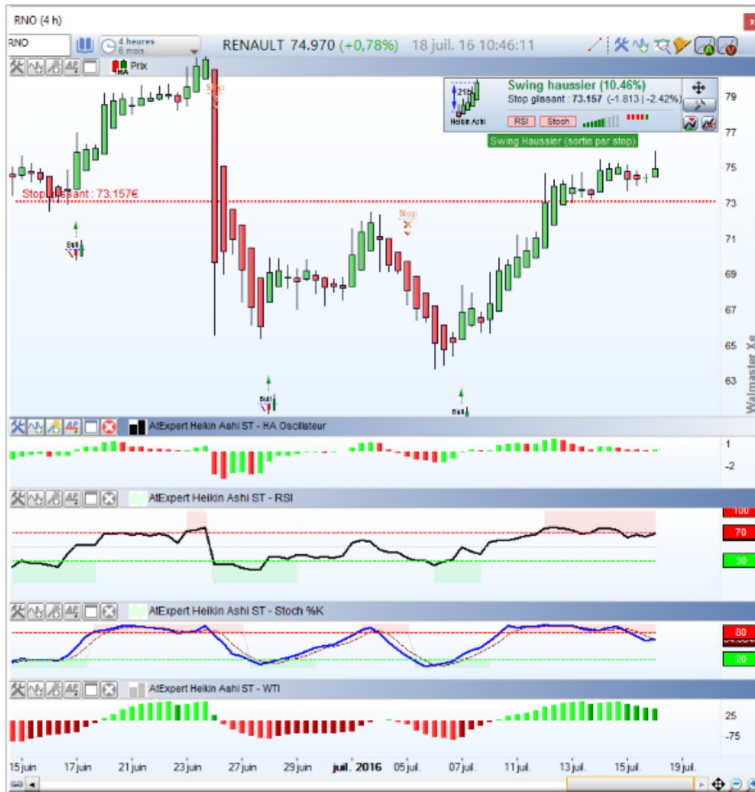 RNO (4 h)
RNO
4 heures
6 mois
RENAULT 74.970 (+0,78%) 18 juil. 16 10:46:11
HA Prix
Swing haussier (10.46%)
Stop glissant : 73.157 (-1.813 | -2.42%)
Heikin Ashi
RSI Stoch
Swing Haussier (sortie par stop)
Stop
Stop glissant : 73.157€
Stop
Bull
Bull
Bull
79
77
75
73
71
69
67
65
63
Walmaster Xe
AtExpert Heikin Ashi ST - HA Oscillateur
1
-2
AtExpert Heikin Ashi ST - RSI
100
70
30
AtExpert Heikin Ashi ST - Stoch %K
80
20
AtExpert Heikin Ashi ST - WTI
25
-75
15 juin 17 juin 21 juin 23 juin 27 juin 29 juin juil. 2016 05 juil. 07 juil. 11 juil. 13 juil. 15 juil. 19 juil.